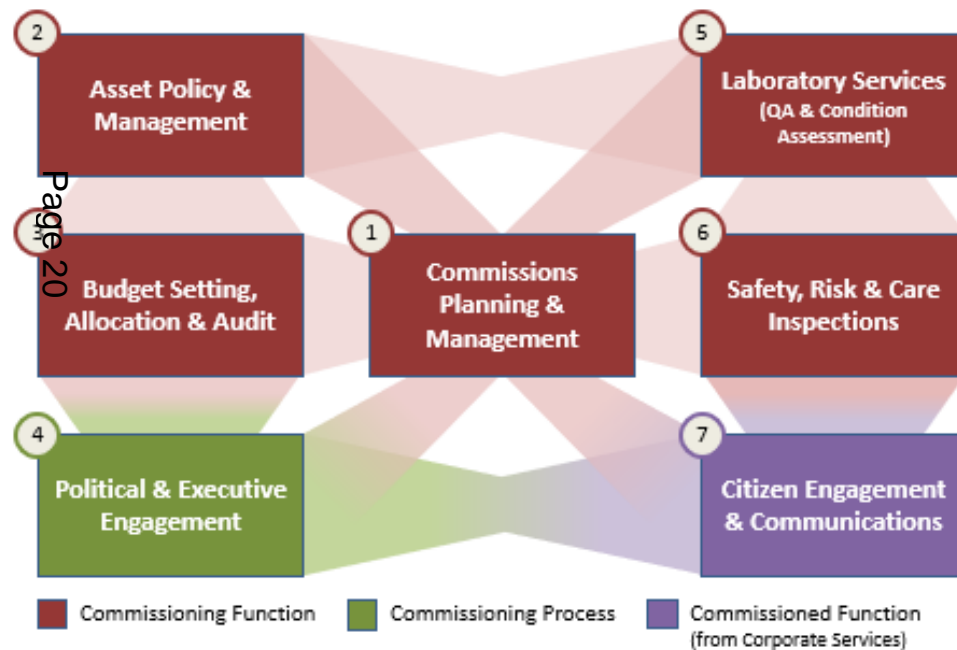 2
Asset Policy &
Management
5
Laboratory Services
(QA & Condition
Assessment)
Page 20
3
Budget Setting,
Allocation & Audit
1
Commissions
Planning &
Management
6
Safety, Risk & Care
Inspections
4
Political & Executive
Engagement
7
Citizen Engagement
& Communications
Commissioning Function
Commissioning Process
Commissioned Function
(from Corporate Services)